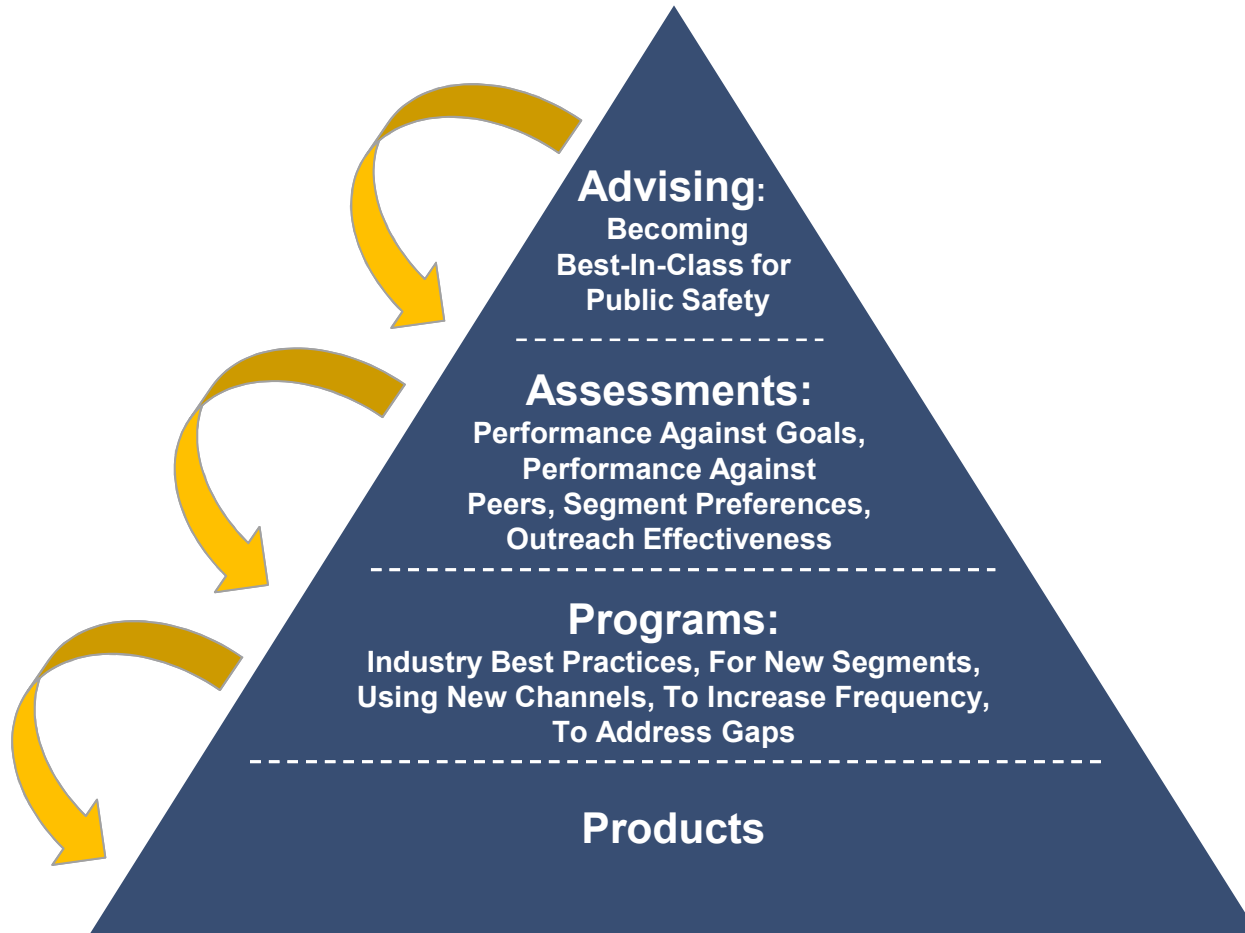 Advising:
Becoming
Best-In-Class for
Public Safety
Assessments:
Performance Against Goals,
Performance Against
Peers, Segment Preferences,
Outreach Effectiveness
Programs:
Industry Best Practices, For New Segments,
Using New Channels, To Increase Frequency,
To Address Gaps
Products